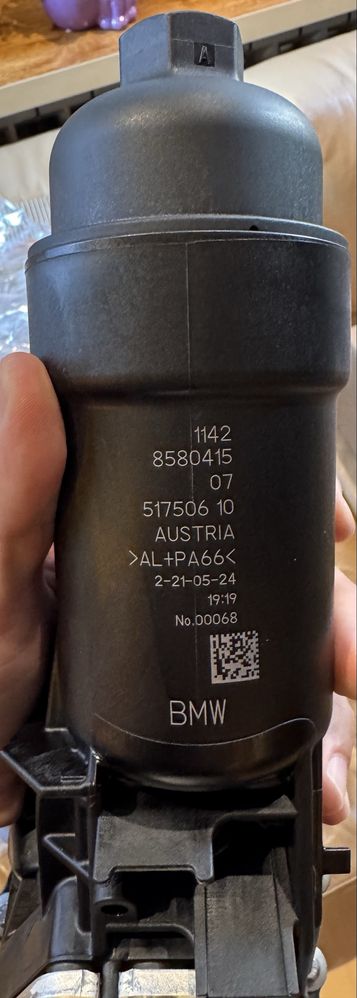 A
1142
8580415
07
517506 10
AUSTRIA
>AL+PA66<
2-21-05-24
19:19
No.00068
BMW